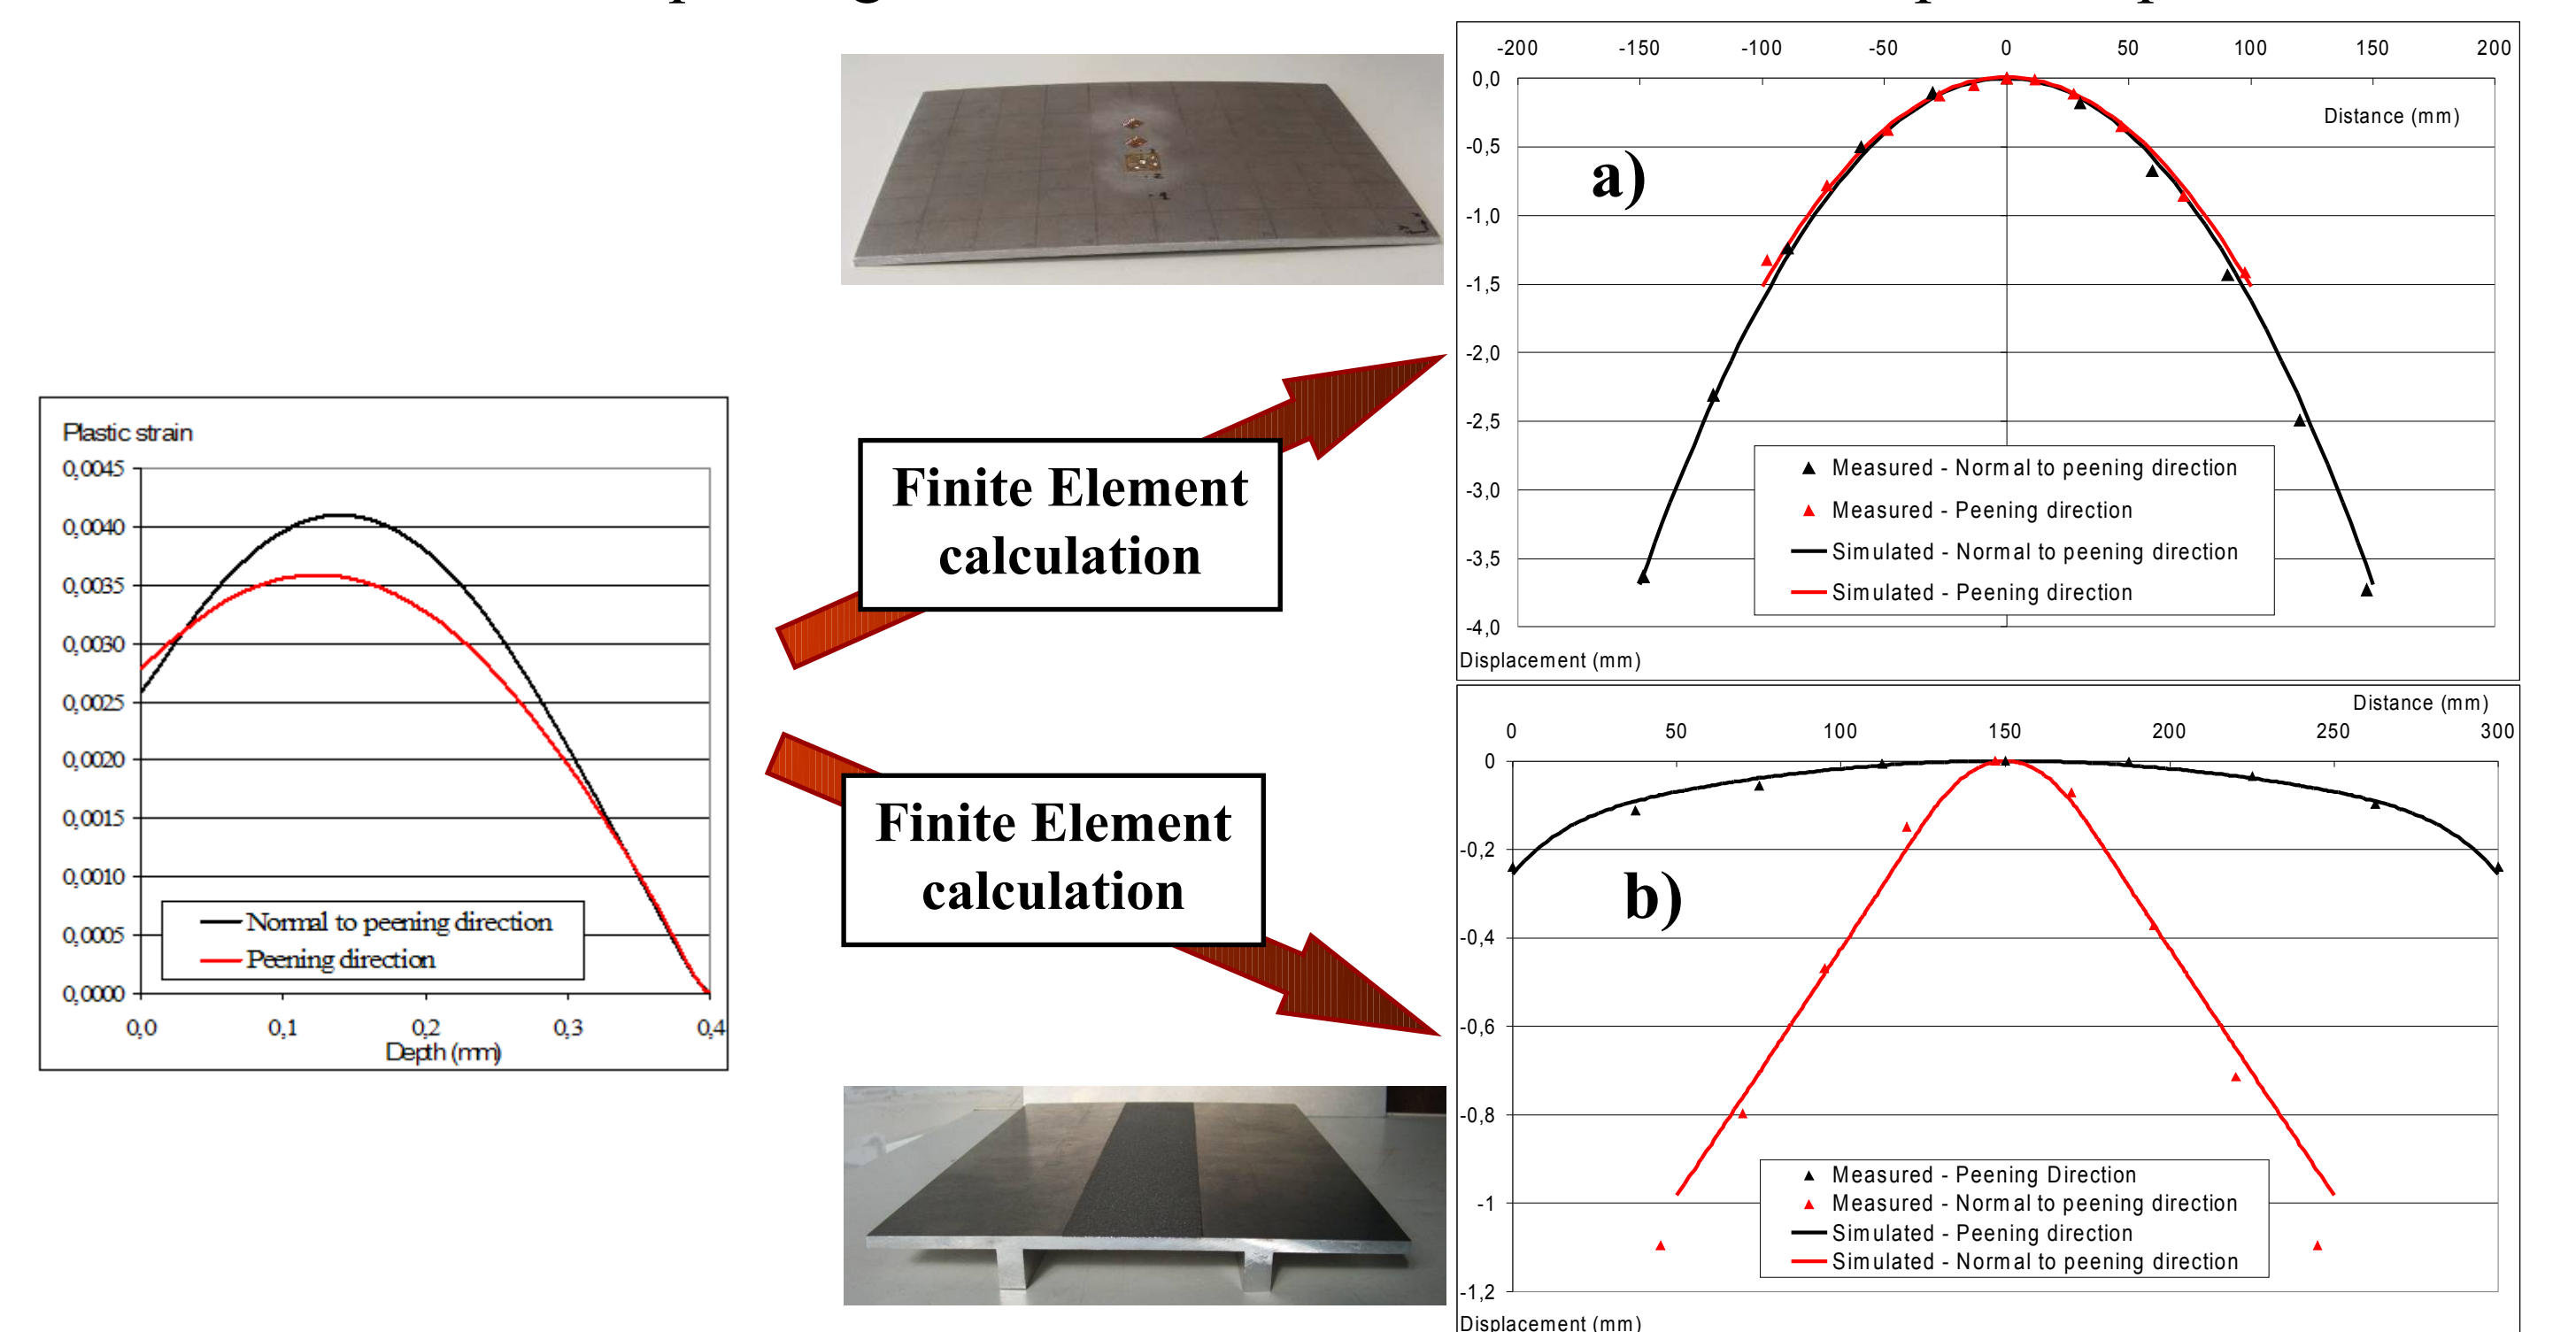 Plastic strain
0,0045
0,0040
0,0035
0,0030
0,0025
0,0020
0,0015
0,0010
0,0005
0,0000
Normal to peening direction
Peening direction
0,0 0,1 0,2 0,3 0,4
Depth (mm)
Finite Element
calculation
Finite Element
calculation
-200 -150 -100 -50 0 50 100 150 200
0,0
Distance (mm)
-0,5
a)
-1,0
-1,5
-2,0
-2,5
-3,0
-3,5
-4,0
Measured - Normal to peening direction
Measured - Peening direction
Simulated - Normal to peening direction
Simulated - Peening direction
Displacement (mm)
Distance (mm)
0 50 100 150 200 250 300
0
-0,2
b)
-0,4
-0,6
-0,8
-1
-1,2
Measured - Peening Direction
Measured - Normal to peening direction
Simulated - Peening direction
Simulated - Normal to peening direction
Displacement (mm)